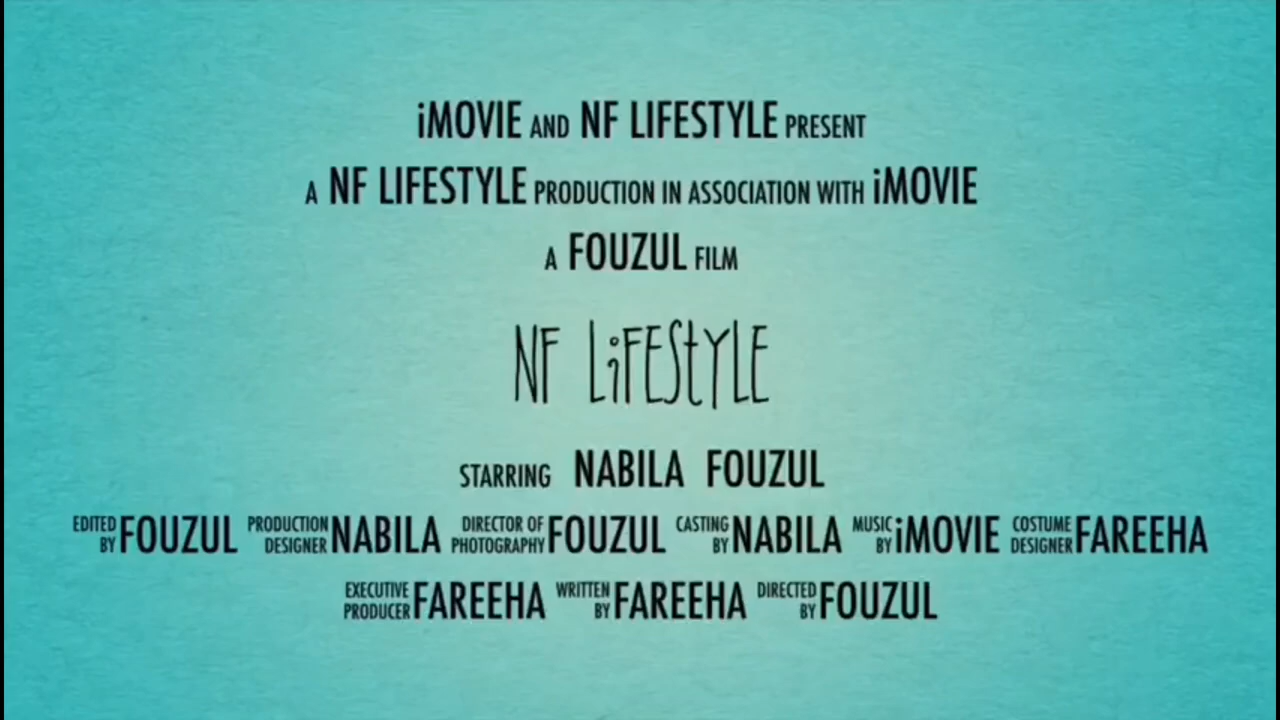 iMOVIE AND NF LIFESTYLE PRESENT
A NF LIFESTYLE PRODUCTION IN ASSOCIATION WITH iMOVIE
A FOUZUL FILM
NF LiFEStYLE
STARRING NABILA FOUZUL
EDITED BY FOUZUL PRODUCTION DESIGNER NABILA DIRECTOR OF PHOTOGRAPHY FOUZUL CASTING BY NABILA MUSIC BY iMOVIE COSTUME DESIGNER FAREEHA
EXECUTIVE PRODUCER FAREEHA WRITTEN BY FAREEHA DIRECTED BY FOUZUL